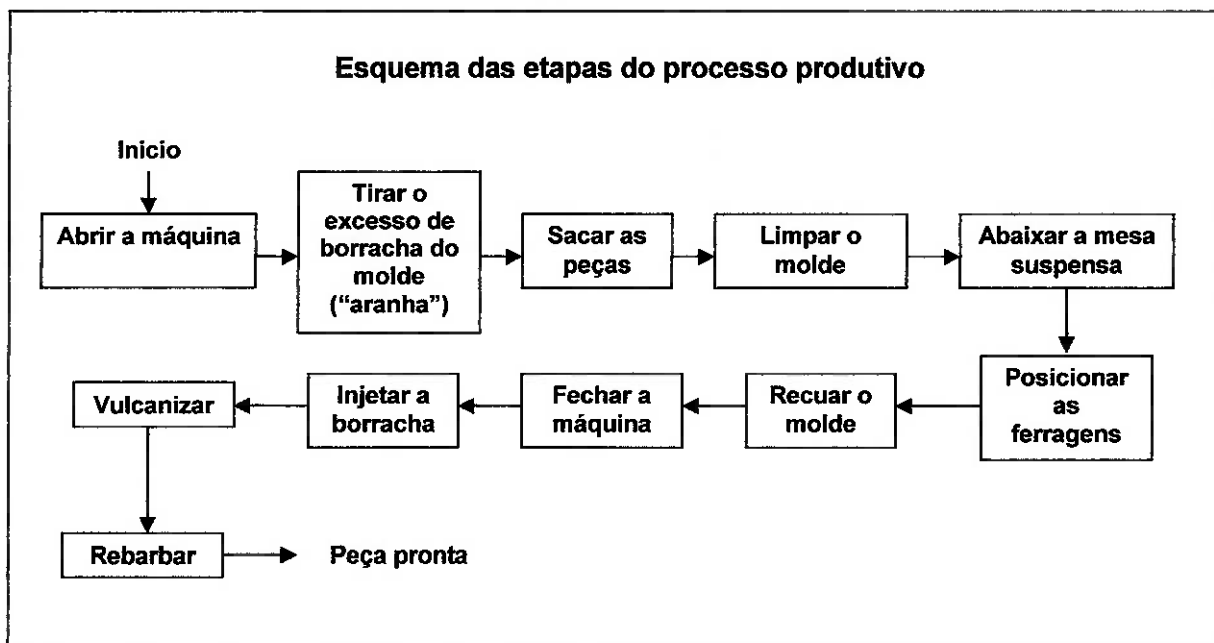 Esquema das etapas do processo produtivo
Inicio
Abrir a máquina
Tirar o
excesso de
borracha do
molde
(“aranha”)
Sacar as
peças
Limpar o
molde
Abaixar a mesa
suspensa
Posicionar
as
ferragens
Recuar o
molde
Fechar a
máquina
Injetar a
borracha
Vulcanizar
Rebarbar
Peça pronta